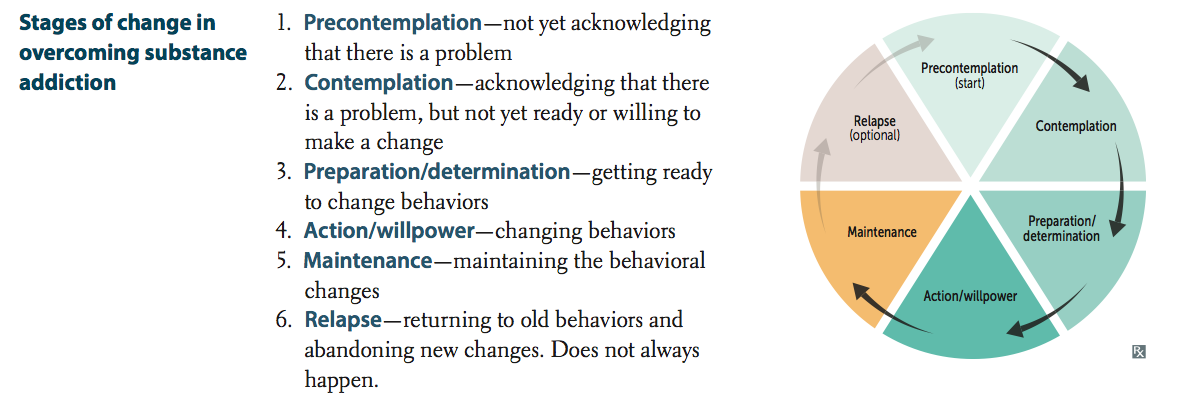 Stages of change in
overcoming substance
addiction
1. Precontemplation—not yet acknowledging
that there is a problem
2. Contemplation—acknowledging that there
is a problem, but not yet ready or willing to
make a change
3. Preparation/determination—getting ready
to change behaviors
4. Action/willpower—changing behaviors
5. Maintenance—maintaining the behavioral
changes
6. Relapse—returning to old behaviors and
abandoning new changes. Does not always
happen.
Precontemplation
(start)
Contemplation
Preparation/
determination
Action/willpower
Maintenance
Relapse
(optional)
℞